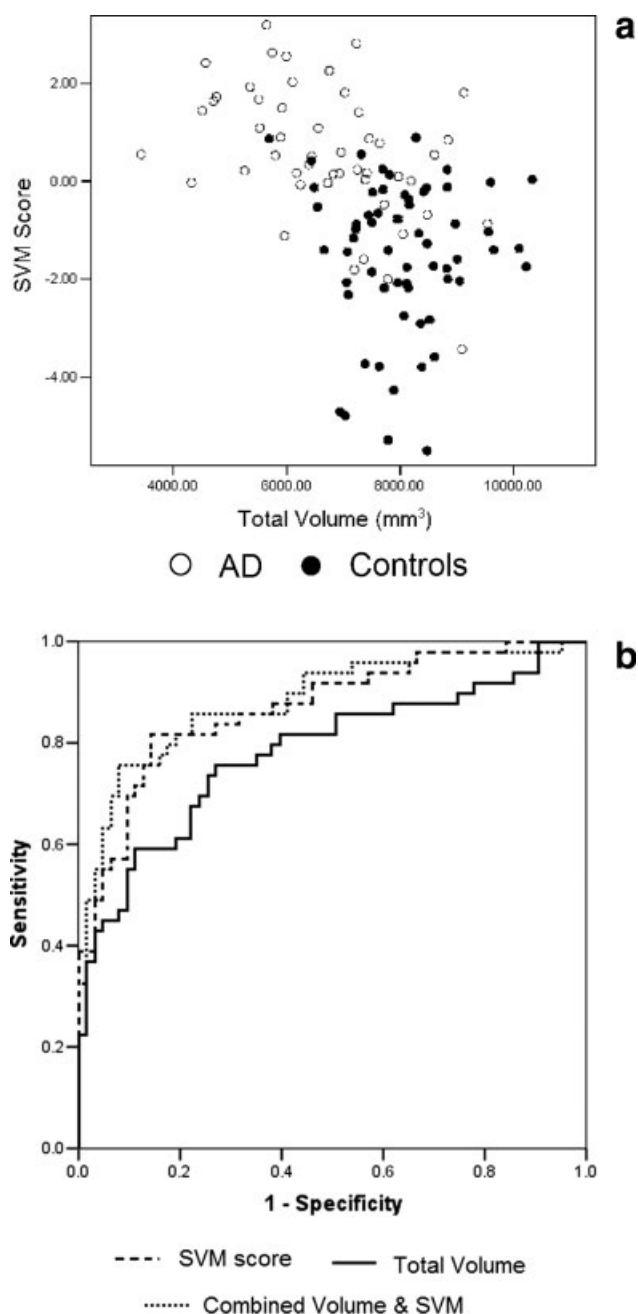 a
2.00
0.00
-2.00
-4.00
SVM Score
4000.00 6000.00 8000.00 10000.00
Total Volume (mm³)
AD Controls
b
1.0
0.8
0.6
0.4
0.2
0.0
Sensitivity
0.0 0.2 0.4 0.6 0.8 1.0
1 - Specificity
SVM score Total Volume
Combined Volume & SVM